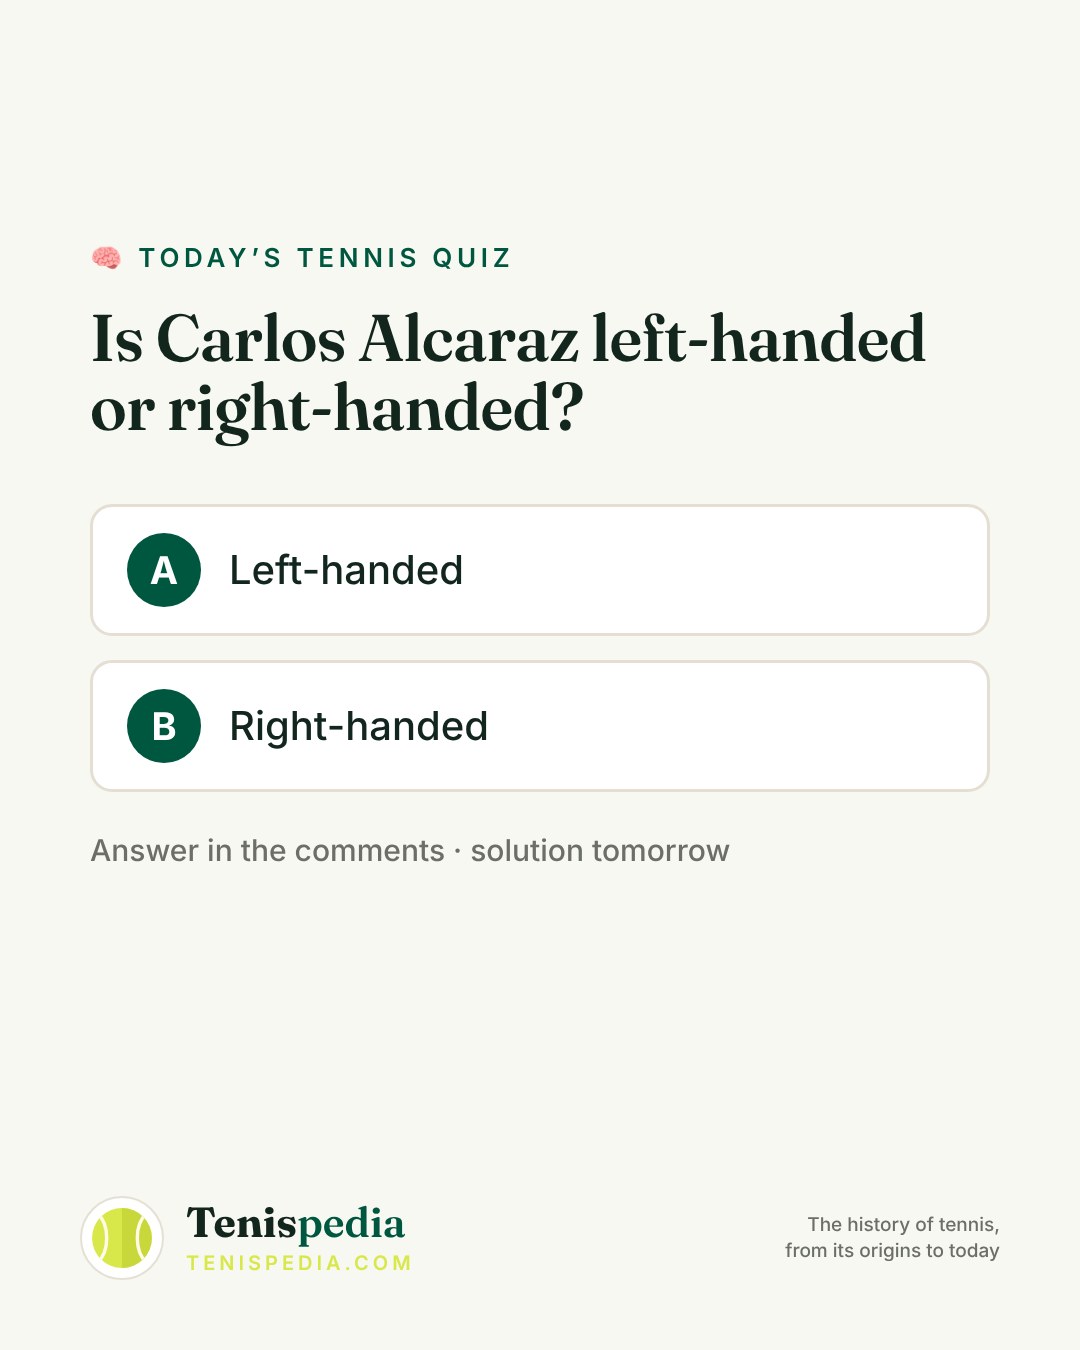 🧠 TODAY’S TENNIS QUIZ
Is Carlos Alcaraz left-handed
or right-handed?
A Left-handed
B Right-handed
Answer in the comments · solution tomorrow
Tenispedia
TENISPEDIA.COM
The history of tennis,
from its origins to today